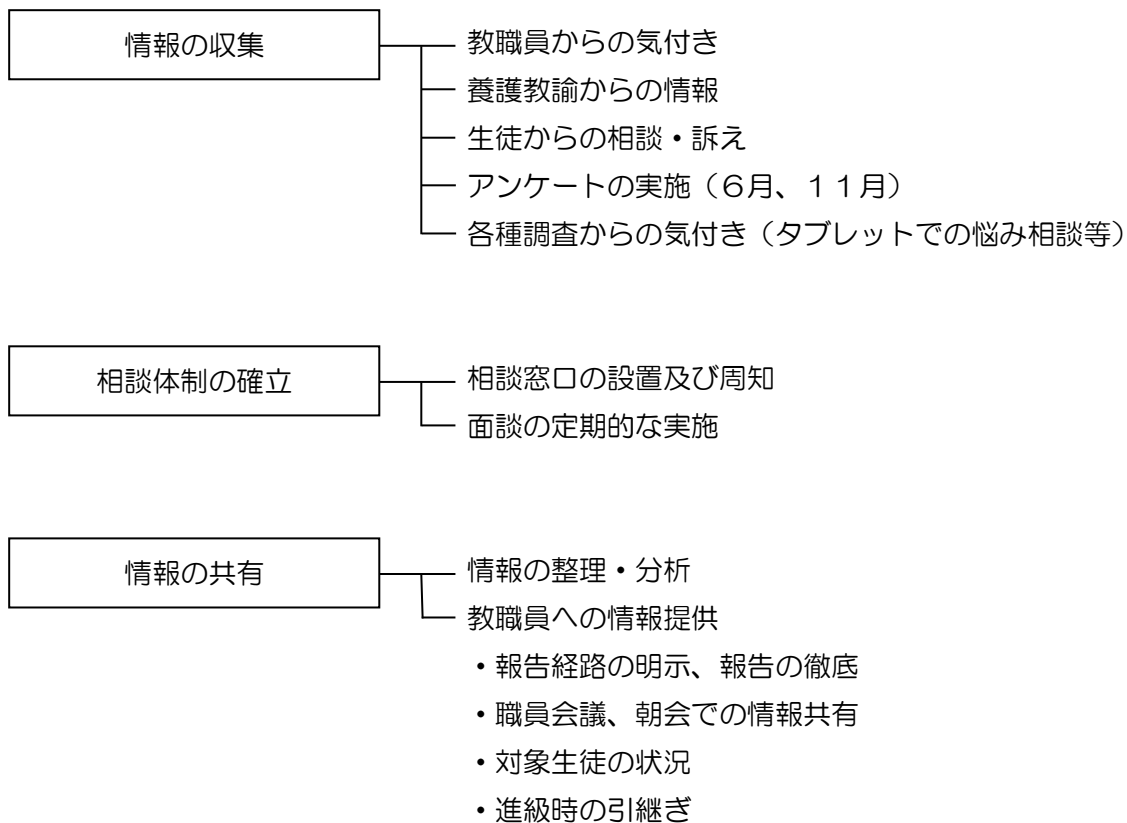 情報の収集
教職員からの気付き
養護教諭からの情報
生徒からの相談・訴え
アンケートの実施（６月、１１月）
各種調査からの気付き（タブレットでの悩み相談等）
相談体制の確立
相談窓口の設置及び周知
面談の定期的な実施
情報の共有
情報の整理・分析
教職員への情報提供
・報告経路の明示、報告の徹底
・職員会議、朝会での情報共有
・対象生徒の状況
・進級時の引継ぎ